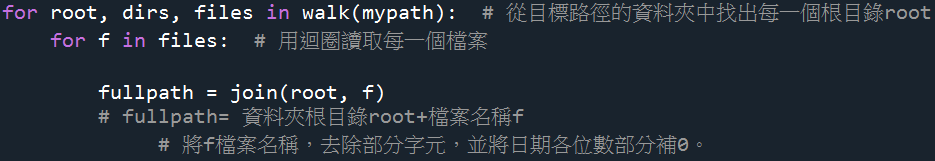 for root, dirs, files in walk(mypath):  # 從目標路徑的資料夾中找出每一個根目錄root
    for f in files:  # 用迴圈讀取每一個檔案
        fullpath = join(root, f)
        # fullpath= 資料夾根目錄root+檔案名稱f
            # 將f檔案名稱，去除部分字元，並將日期各位數部分補0。